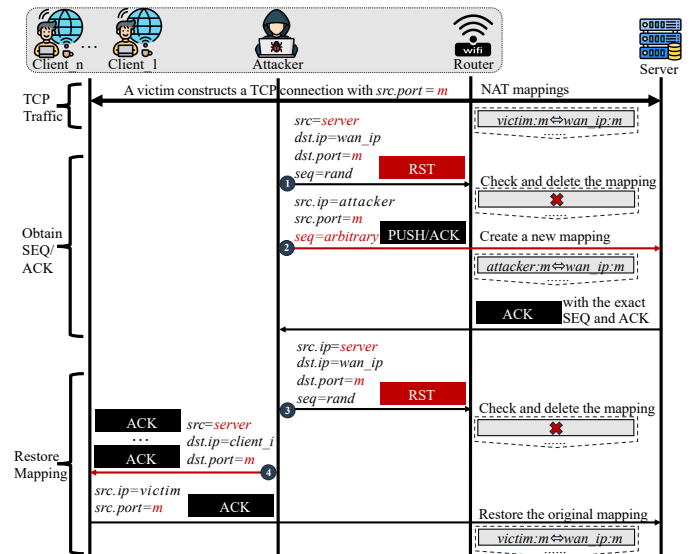 wifi
Client_n ... Client_1
Attacker
Router
Server
TCP
Traffic
A victim constructs a TCP connection with src.port = m
NAT mappings
victim:m⇔wan_ip:m
......
src=server
dst.ip=wan_ip
dst.port=m
seq=rand
RST
1
Check and delete the mapping
......
Obtain
SEQ/
ACK
src.ip=attacker
src.port=m
seq=arbitrary
PUSH/ACK
2
Create a new mapping
attacker:m⇔wan_ip:m
......
ACK
with the exact
SEQ and ACK
src.ip=server
dst.ip=wan_ip
dst.port=m
seq=rand
RST
3
Check and delete the mapping
......
Restore
Mapping
ACK
...
ACK
src=server
dst.ip=client_i
dst.port=m
4
src.ip=victim
src.port=m
ACK
Restore the original mapping
victim:m⇔wan_ip:m
......